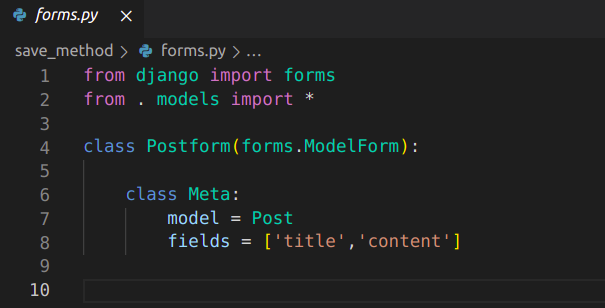 forms.py ×
save_method > forms.py > ...
1 from django import forms
2 from . models import *
3
4 class Postform(forms.ModelForm):
5
6     class Meta:
7         model = Post
8         fields = ['title','content']
9
10